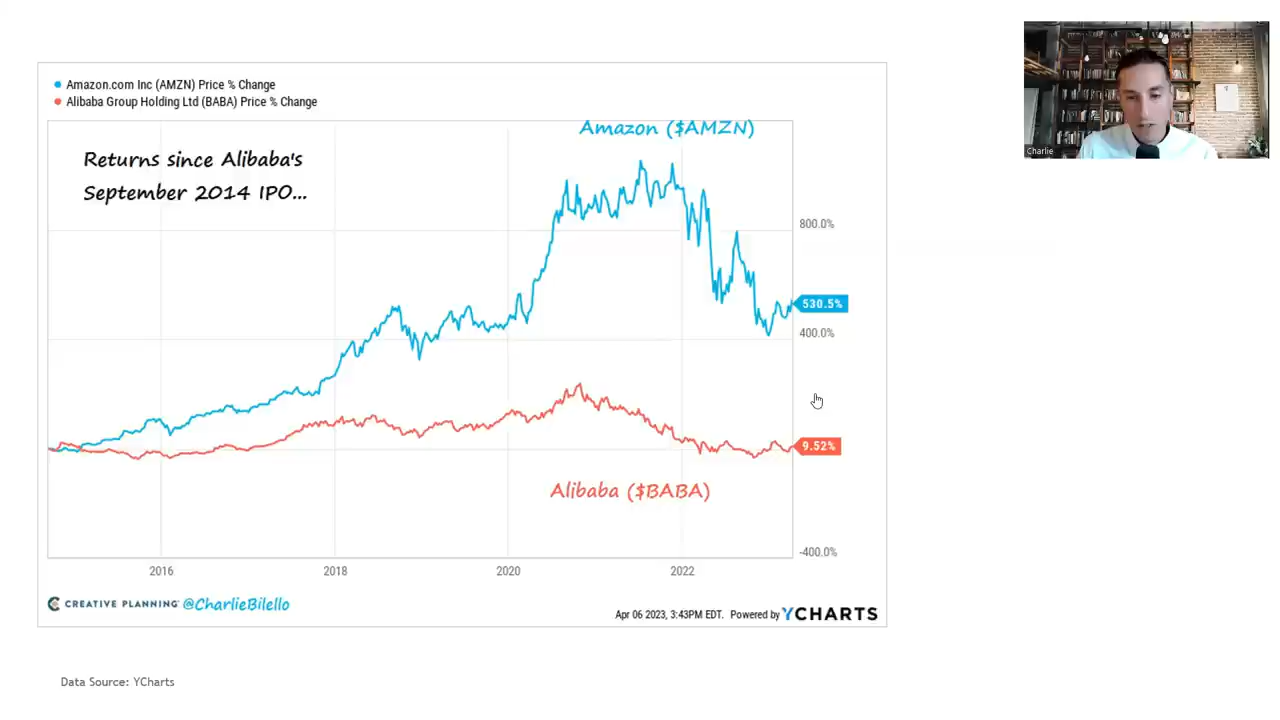 Amazon.com Inc (AMZN) Price % Change
Alibaba Group Holding Ltd (BABA) Price % Change
Amazon ($AMZN)
Returns since Alibaba's
September 2014 IPO...
800.0%
530.5%
400.0%
9.52%
Alibaba ($BABA)
-400.0%
2016 2018 2020 2022
CREATIVE PLANNING @CharlieBilello
Apr 06 2023, 3:43PM EDT. Powered by YCHARTS
Data Source: YCharts
Charlie